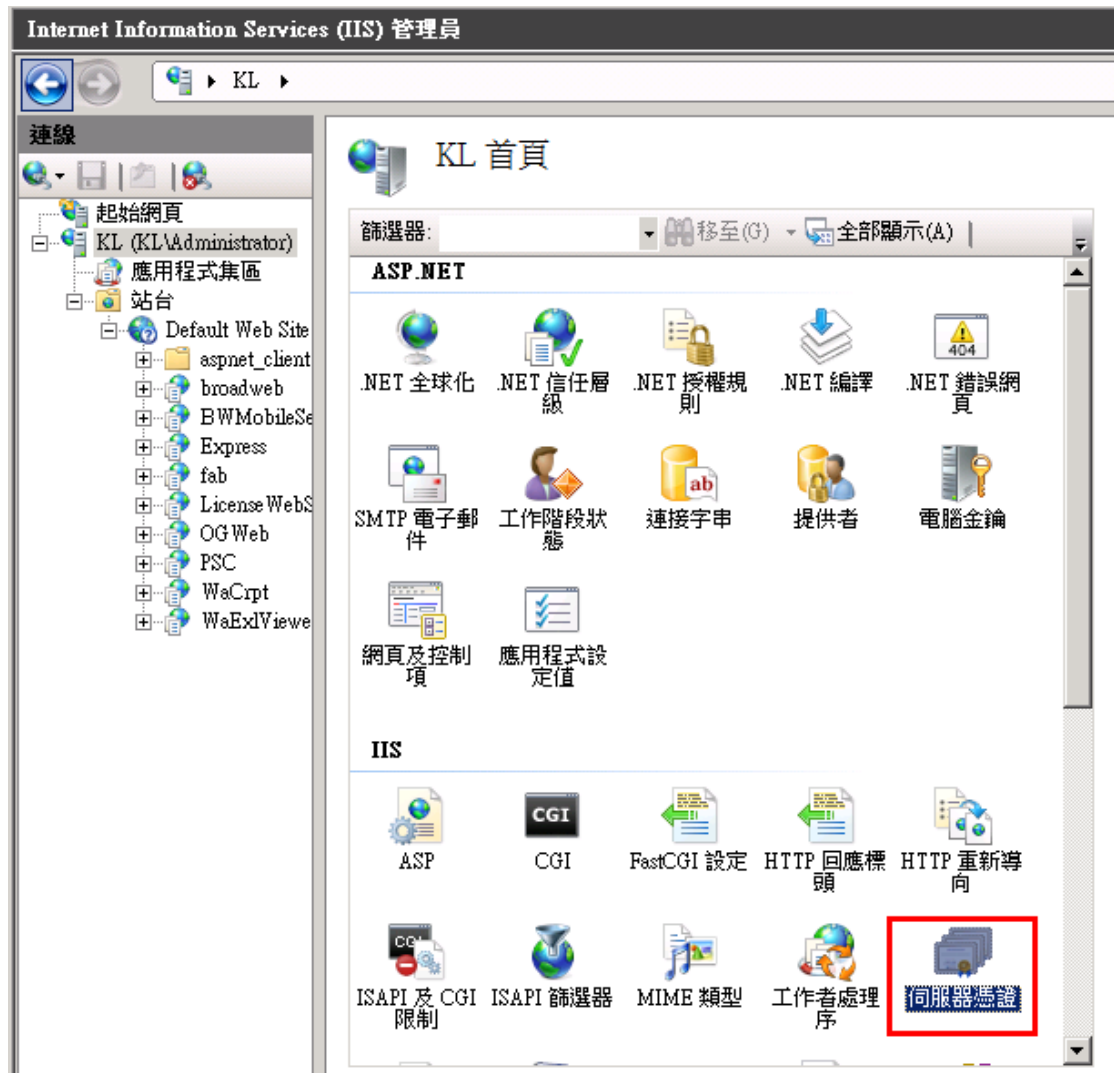 Internet Information Services (IIS) 管理員
KL
連線
起始網頁
KL (KL\Administrator)
應用程式集區
站台
Default Web Site
aspnet_client
broadweb
BWMobileSe
Express
fab
LicenseWebS
OGWeb
PSC
WaCrpt
WaExlViewe
KL 首頁
篩選器:
移至(G)
全部顯示(A)
ASP.NET
.NET 全球化
.NET 信任層
級
.NET 授權規
則
.NET 編譯
404
.NET 錯誤網
頁
SMTP 電子郵
件
工作階段狀
態
ab
連接字串
提供者
電腦金鑰
網頁及控制
項
應用程式設
定值
IIS
ASP
CGI
CGI
FastCGI 設定
HTTP 回應標
頭
HTTP 重新導
向
ISAPI 及 CGI
限制
ISAPI 篩選器
MIME 類型
工作者處理
序
伺服器憑證